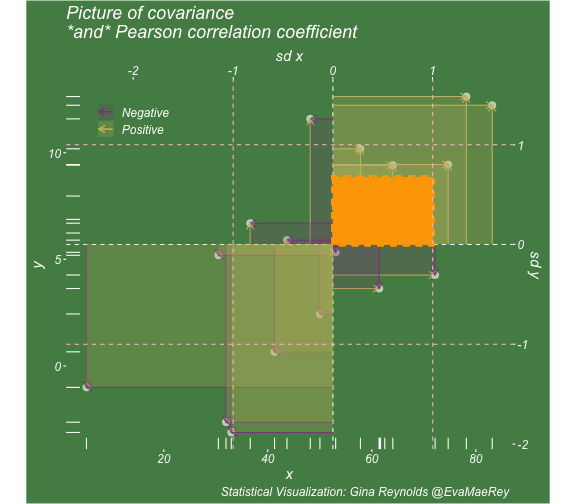 Picture of covariance
*and* Pearson correlation coefficient
sd x
-2 -1 0 1
Negative
Positive
10
5
0
y
1
0
-1
-2
sd y
20 40 60 80
x
Statistical Visualization: Gina Reynolds @EvaMaeRey